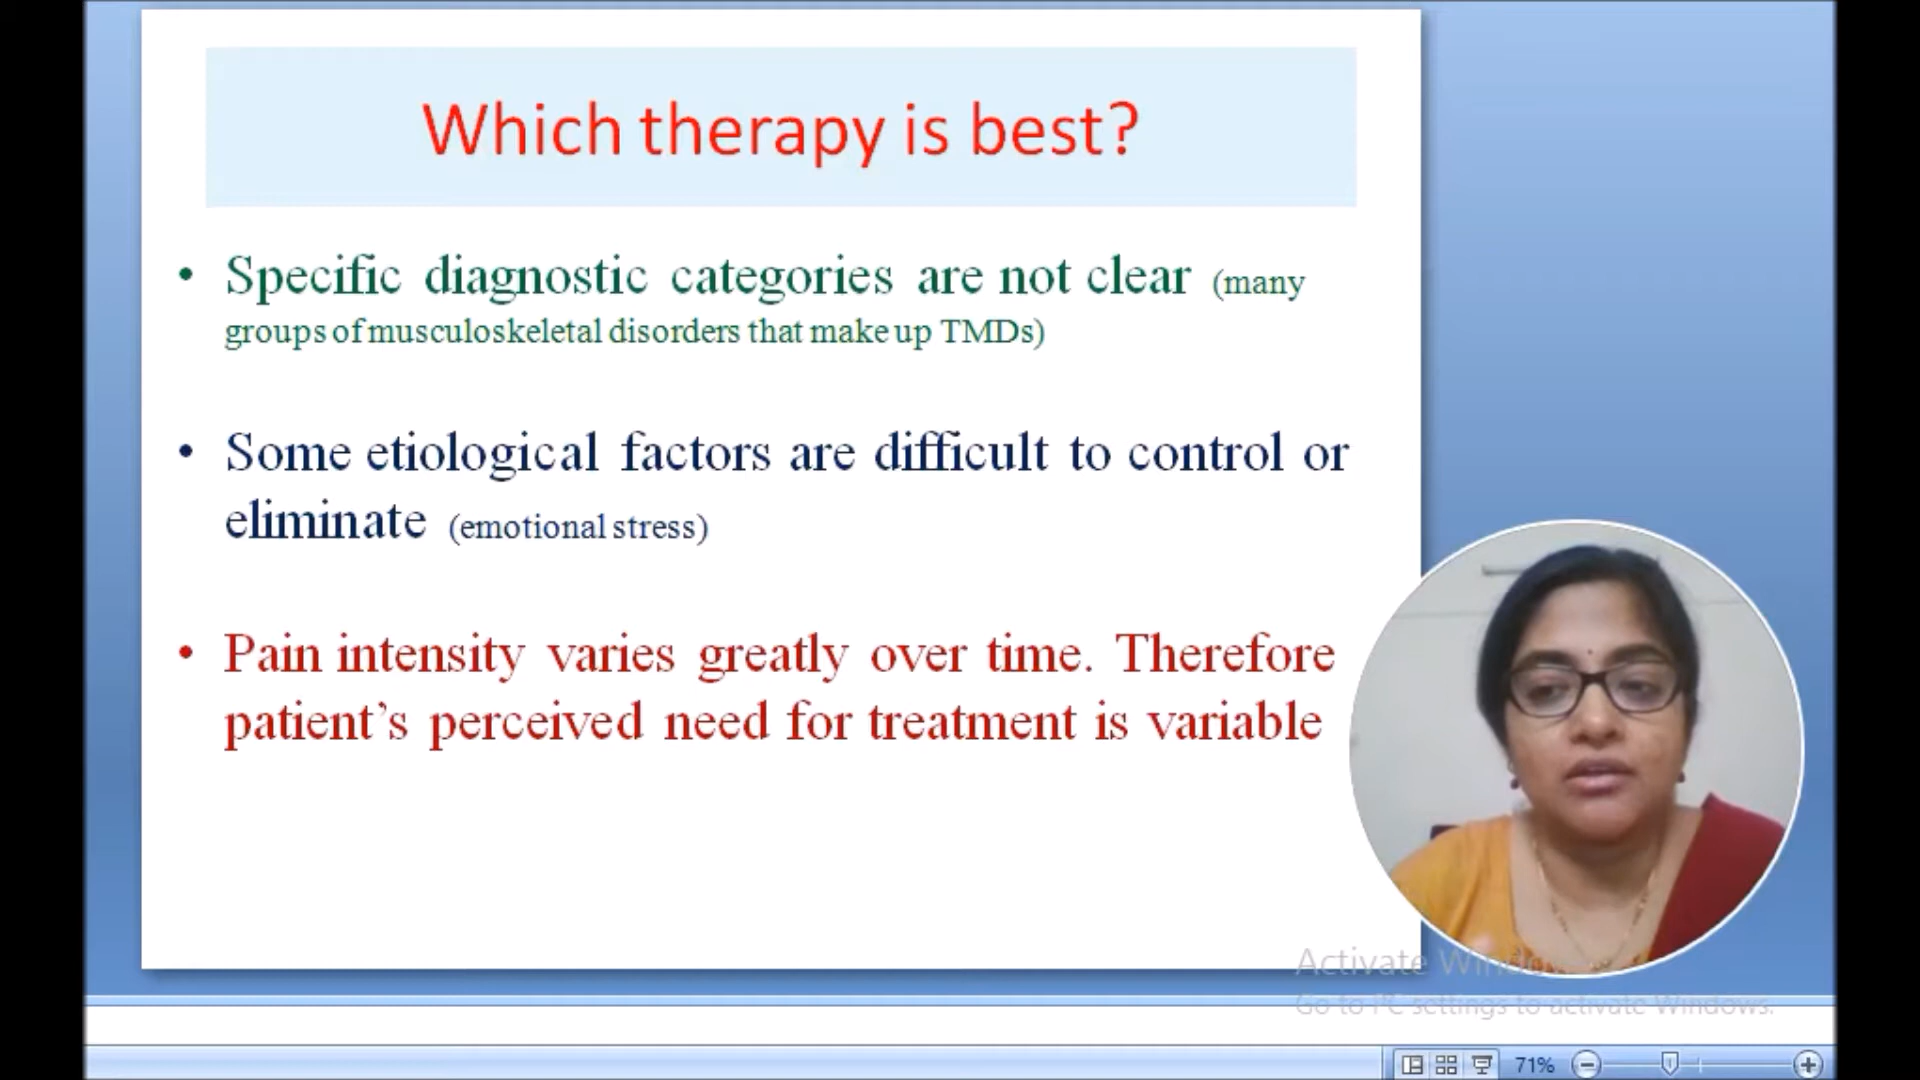 Which therapy is best?
• Specific diagnostic categories are not clear (many
groups of musculoskeletal disorders that make up TMDs)
• Some etiological factors are difficult to control or
eliminate (emotional stress)
• Pain intensity varies greatly over time. Therefore
patient’s perceived need for treatment is variable
Activate Windows
Go to PC settings to activate Windows.
71%